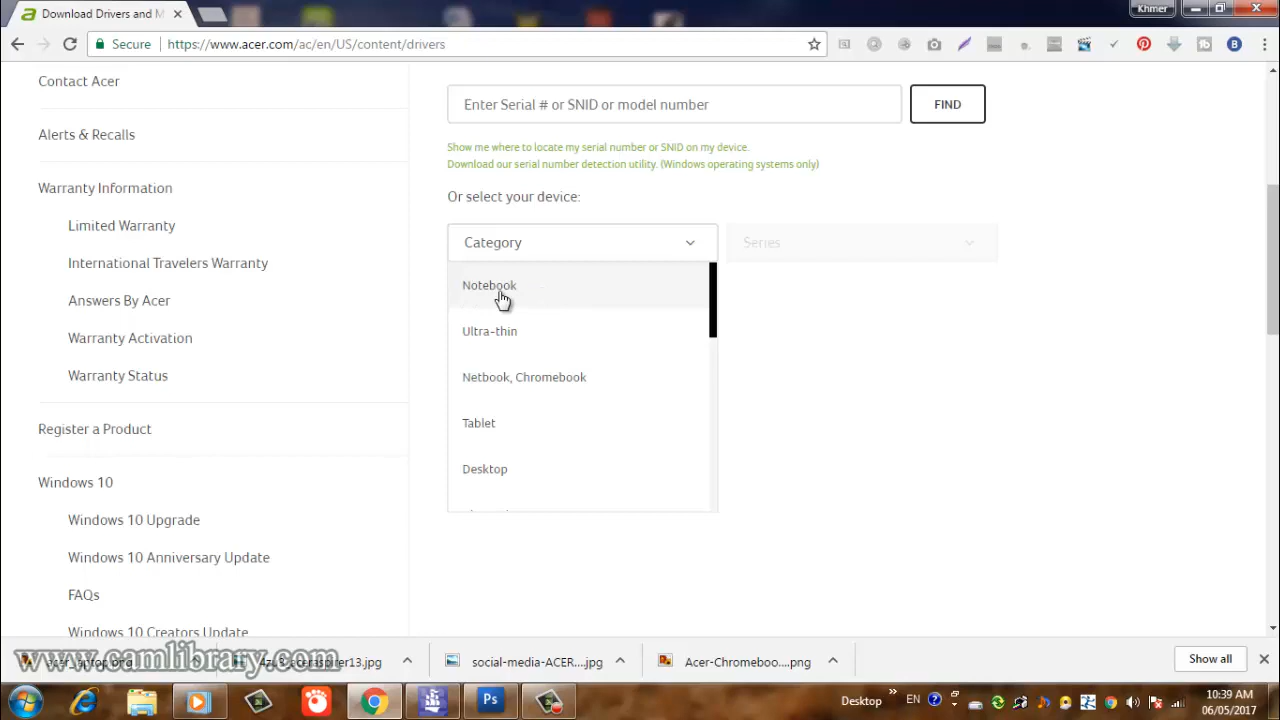 Download Drivers and M
Khmer
Secure
https://www.acer.com/ac/en/US/content/drivers
Contact Acer
Alerts & Recalls
Warranty Information
Limited Warranty
International Travelers Warranty
Answers By Acer
Warranty Activation
Warranty Status
Register a Product
Windows 10
Windows 10 Upgrade
Windows 10 Anniversary Update
FAQs
Windows 10 Creators Update
Enter Serial # or SNID or model number
FIND
Show me where to locate my serial number or SNID on my device.
Download our serial number detection utility. (Windows operating systems only)
Or select your device:
Category
Series
Notebook
Ultra-thin
Netbook, Chromebook
Tablet
Desktop
www.camlibrary.com
social-media-ACER....jpg
Acer-Chromeboo....png
Show all
Ps
Desktop
EN
10:39 AM
06/05/2017